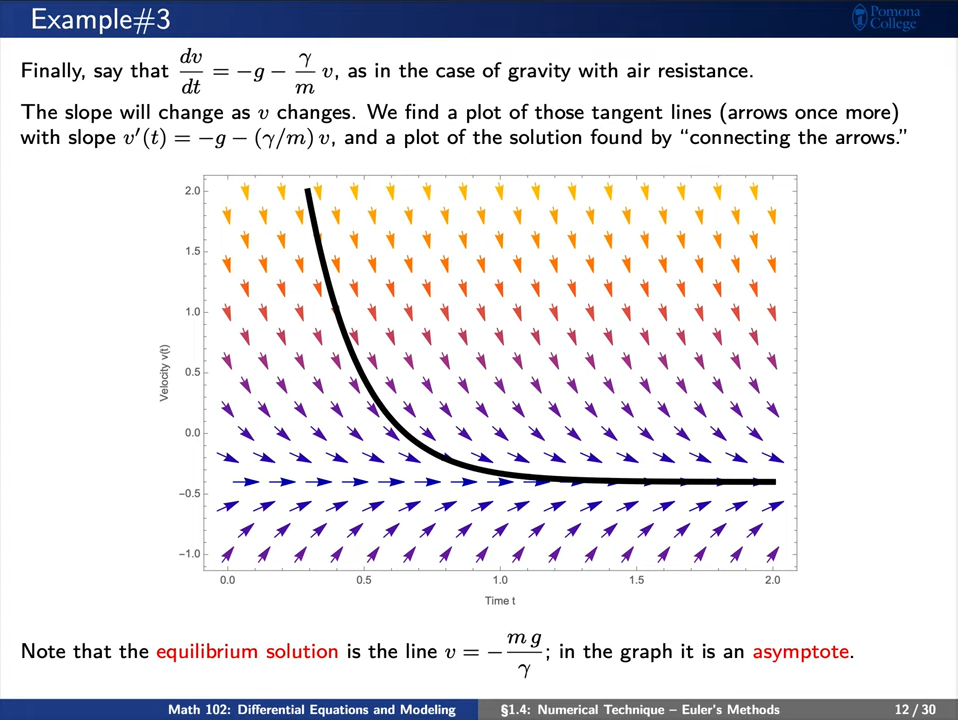 Example#3
Pomona
College
Finally, say that dv/dt = −g − γ/m v, as in the case of gravity with air resistance.
The slope will change as v changes. We find a plot of those tangent lines (arrows once more)
with slope v′(t) = −g − (γ/m) v, and a plot of the solution found by “connecting the arrows.”
2.0
1.5
1.0
0.5
0.0
−0.5
−1.0
Velocity v(t)
0.0 0.5 1.0 1.5 2.0
Time t
Note that the equilibrium solution is the line v = − m g/γ; in the graph it is an asymptote.
Math 102: Differential Equations and Modeling §1.4: Numerical Technique – Euler's Methods 12 / 30